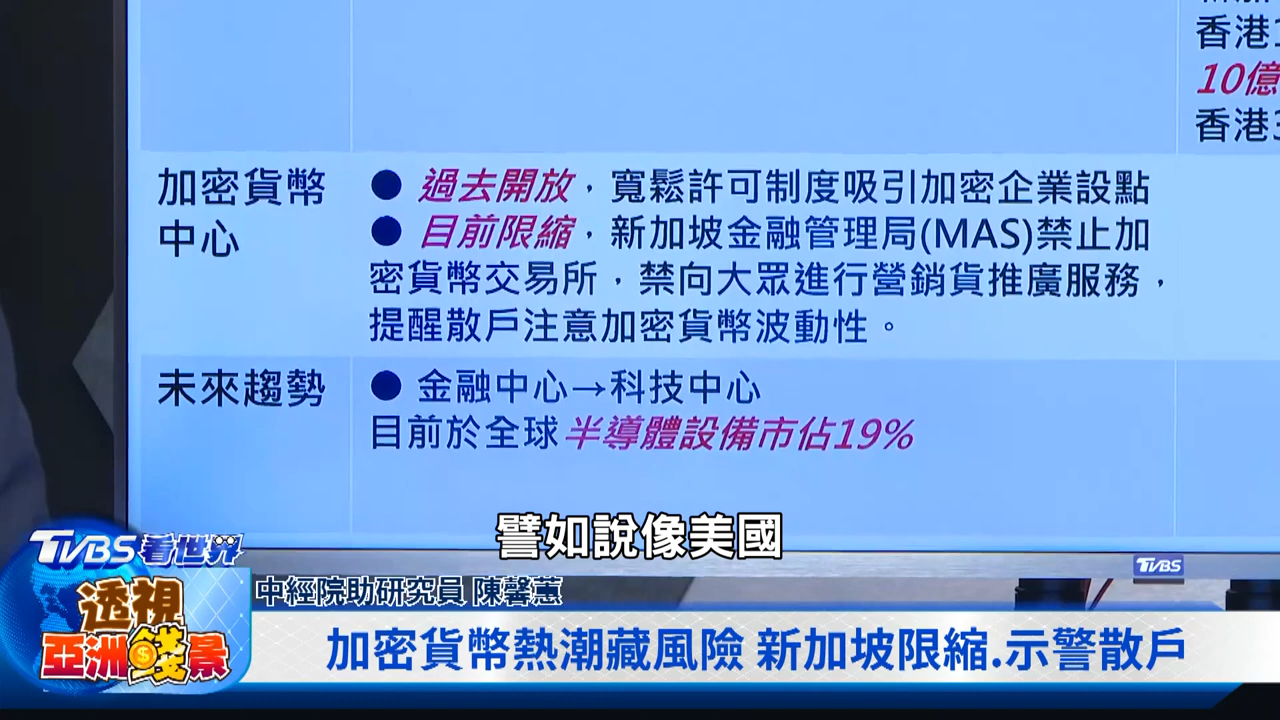 香港
10億
香港
加密貨幣
中心
● 過去開放，寬鬆許可制度吸引加密企業設點
● 目前限縮，新加坡金融管理局(MAS)禁止加
密貨幣交易所，禁向大眾進行營銷貨推廣服務，
提醒散戶注意加密貨幣波動性。
未來趨勢
● 金融中心→科技中心
目前於全球半導體設備市佔19%
譬如說像美國
TVBS
TVBS看世界
透視
亞洲錢景
中經院助研究員 陳馨蕙
加密貨幣熱潮藏風險 新加坡限縮.示警散戶